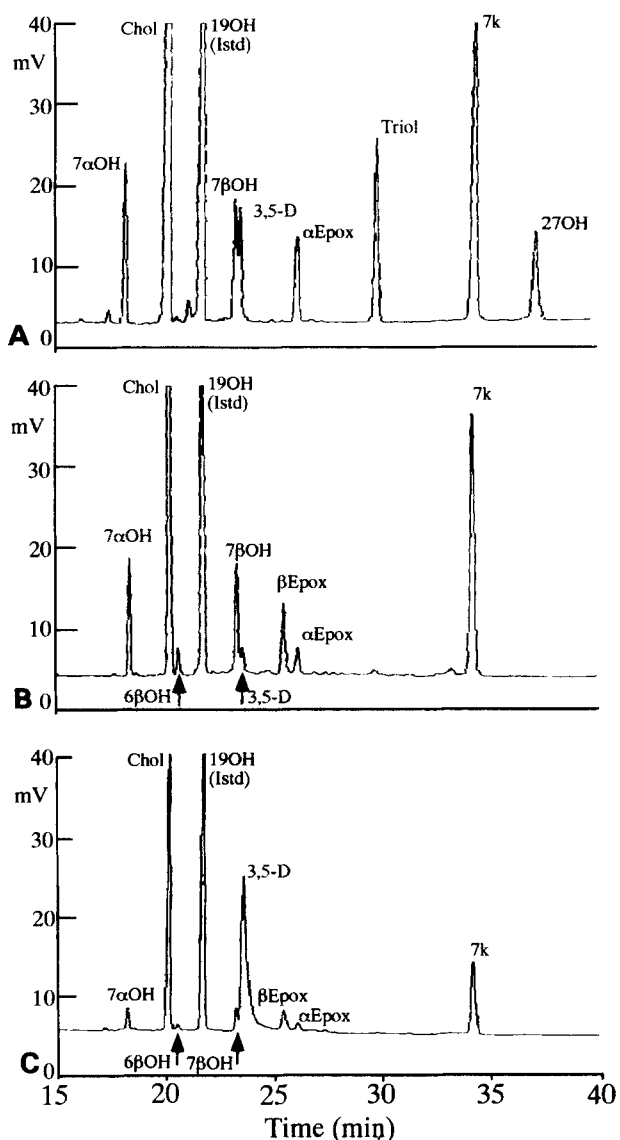 40
mV
30
20
10
0
A
Chol
19OH
(Istd)
7k
7αOH
7βOH
3,5-D
αEpox
Triol
27OH
40
mV
30
20
10
0
B
Chol
19OH
(Istd)
7k
7αOH
7βOH
βEpox
αEpox
6βOH
3,5-D
40
mV
30
20
10
0
C
Chol
19OH
(Istd)
3,5-D
7k
7αOH
βEpox
αEpox
6βOH
7βOH
15
20
25
30
35
40
Time (min)